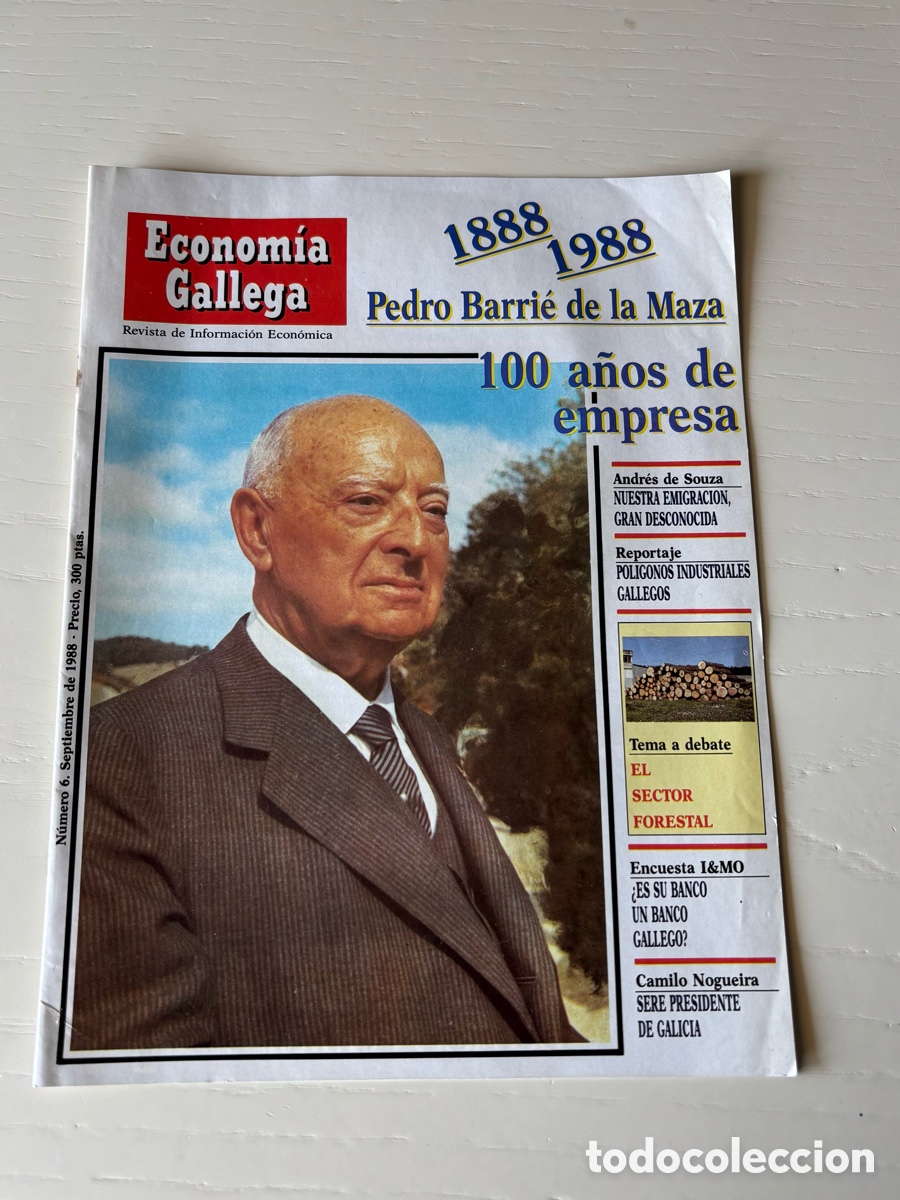 Economía
Gallega
Revista de Información Económica
1888
1988
Pedro Barrié de la Maza
100 años de
empresa
Número 6. Septiembre de 1988 - Precio, 300 ptas.
Andrés de Souza
NUESTRA EMIGRACION,
GRAN DESCONOCIDA
Reportaje
POLIGONOS INDUSTRIALES
GALLEGOS
Tema a debate
EL
SECTOR
FORESTAL
Encuesta I&MO
¿ES SU BANCO
UN BANCO
GALLEGO?
Camilo Nogueira
SERE PRESIDENTE
DE GALICIA
todocoleccion